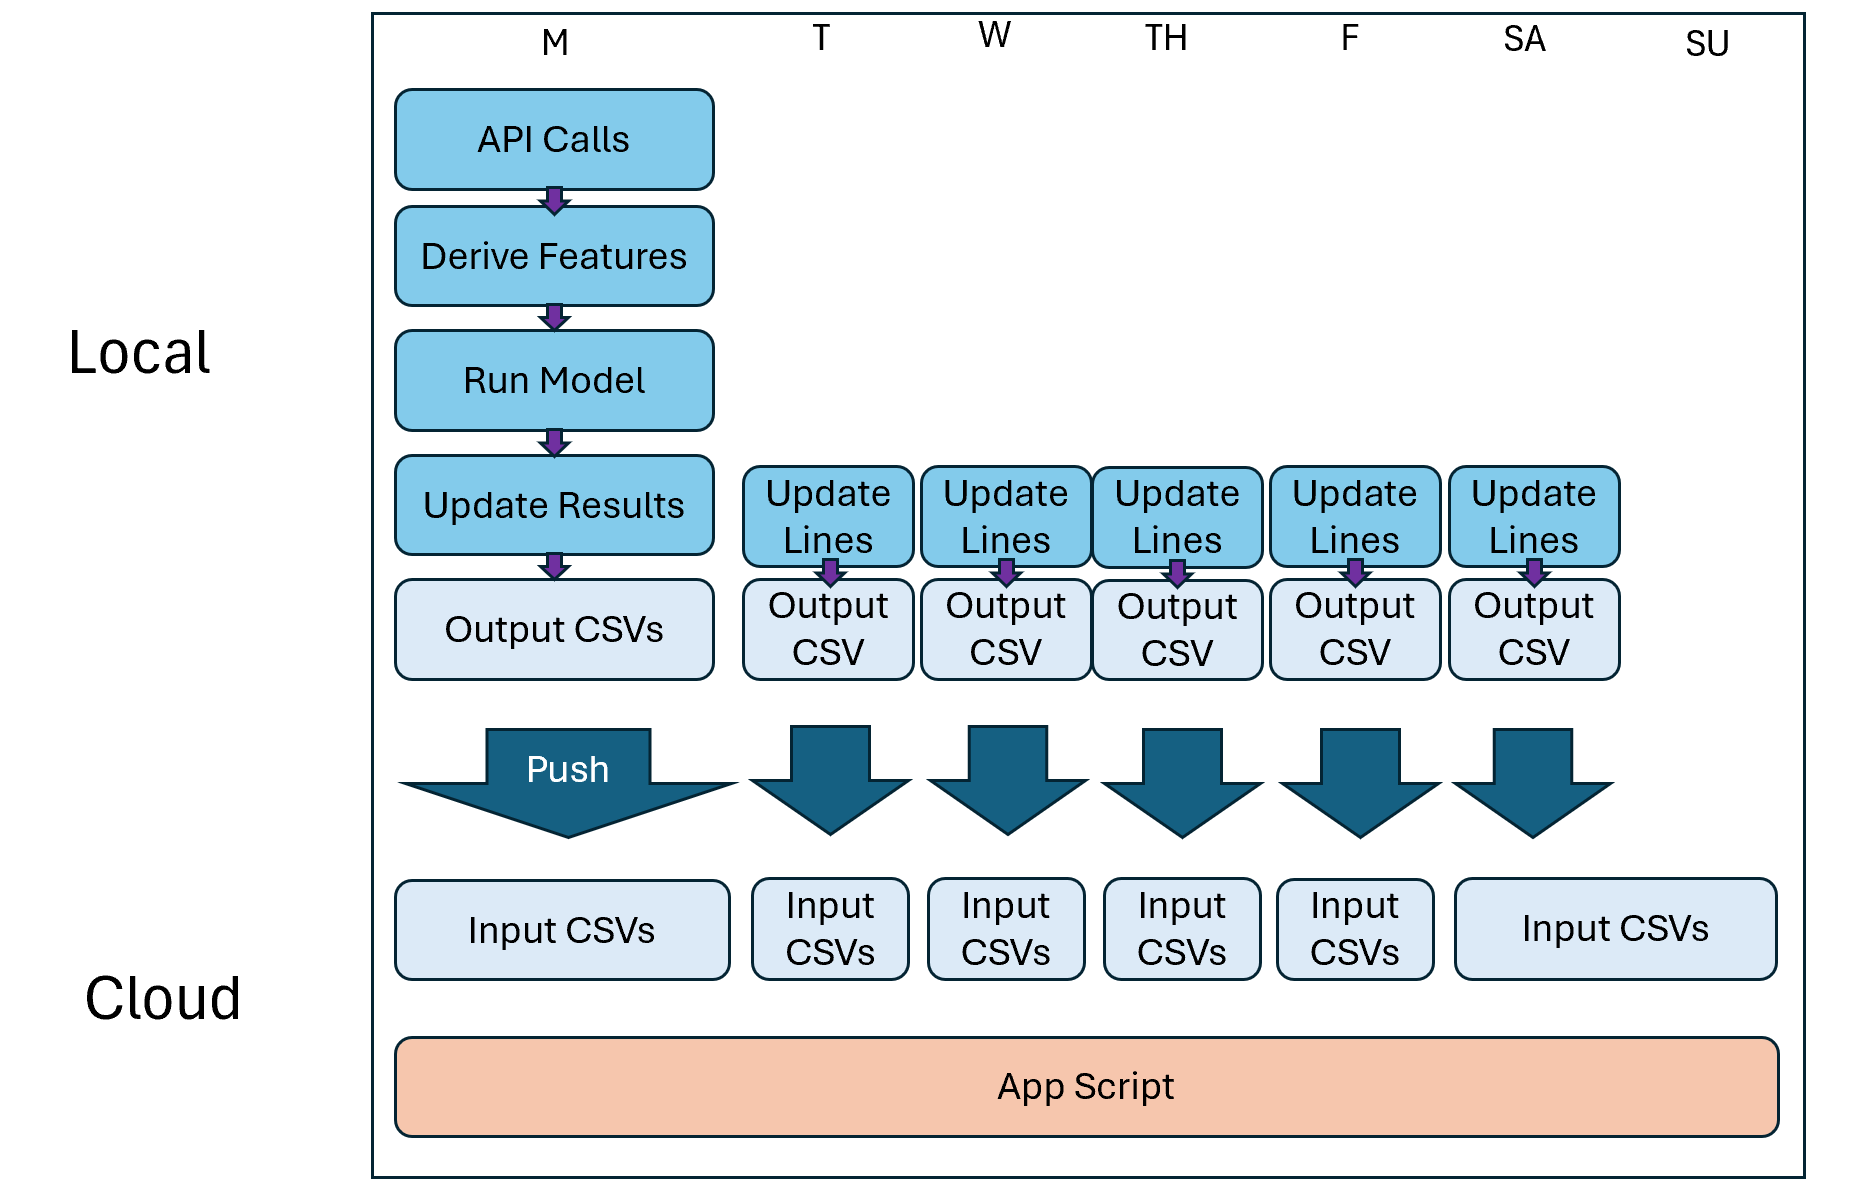 M
T
W
TH
F
SA
SU
API Calls
Derive Features
Run Model
Update Results
Output CSVs
Update
Lines
Output
CSV
Update
Lines
Output
CSV
Update
Lines
Output
CSV
Update
Lines
Output
CSV
Update
Lines
Output
CSV
Local
Push
Input CSVs
Input
CSVs
Input
CSVs
Input
CSVs
Input
CSVs
Input CSVs
Cloud
App Script